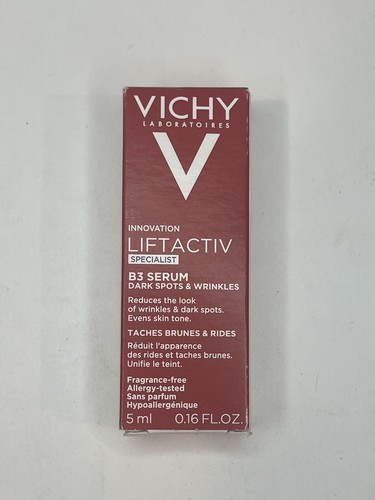 VICHY
LABORATOIRES
V
INNOVATION
LIFTACTIV
SPECIALIST
B3 SERUM
DARK SPOTS & WRINKLES
Reduces the look
of wrinkles & dark spots.
Evens skin tone.
TACHES BRUNES & RIDES
Réduit l'apparence
des rides et taches brunes.
Unifie le teint.
Fragrance-free
Allergy-tested
Sans parfum
Hypoallergénique
5 ml 0.16 FL.OZ.